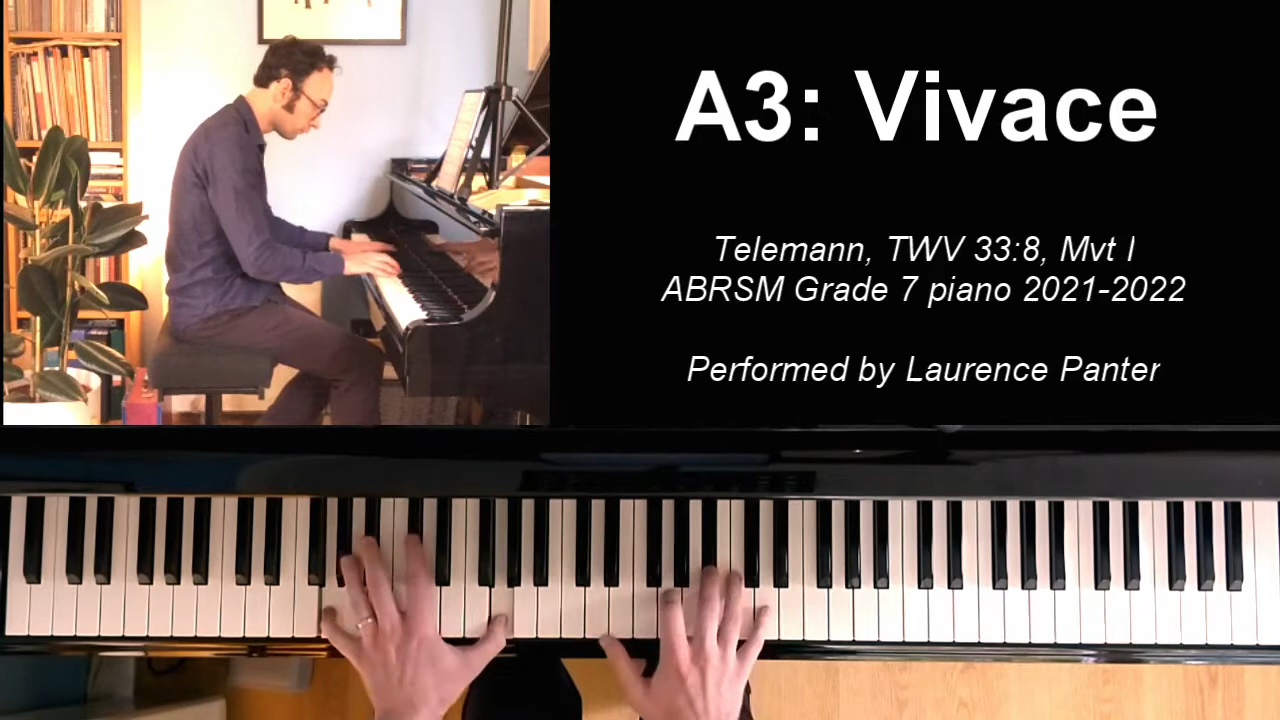 A3: Vivace
Telemann, TWV 33:8, Mvt I
ABRSM Grade 7 piano 2021-2022
Performed by Laurence Panter